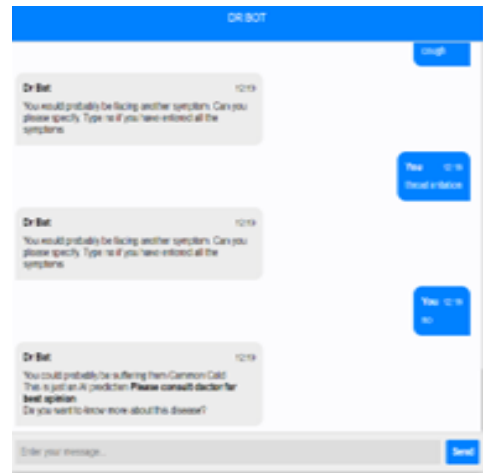 DR BOT
cough
Dr Bot 12:19
You would probably be facing another symptom. Can you
please specify. Type no if you have entered all the
symptoms
You 12:19
throat irritation
Dr Bot 12:19
You would probably be facing another symptom. Can you
please specify. Type no if you have entered all the
symptoms
You 12:19
no
Dr Bot 12:19
You could probably be suffering from Common Cold
This is just an AI prediction Please consult doctor for
best opinion
Do you want to know more about this disease?
Enter your message...
Send